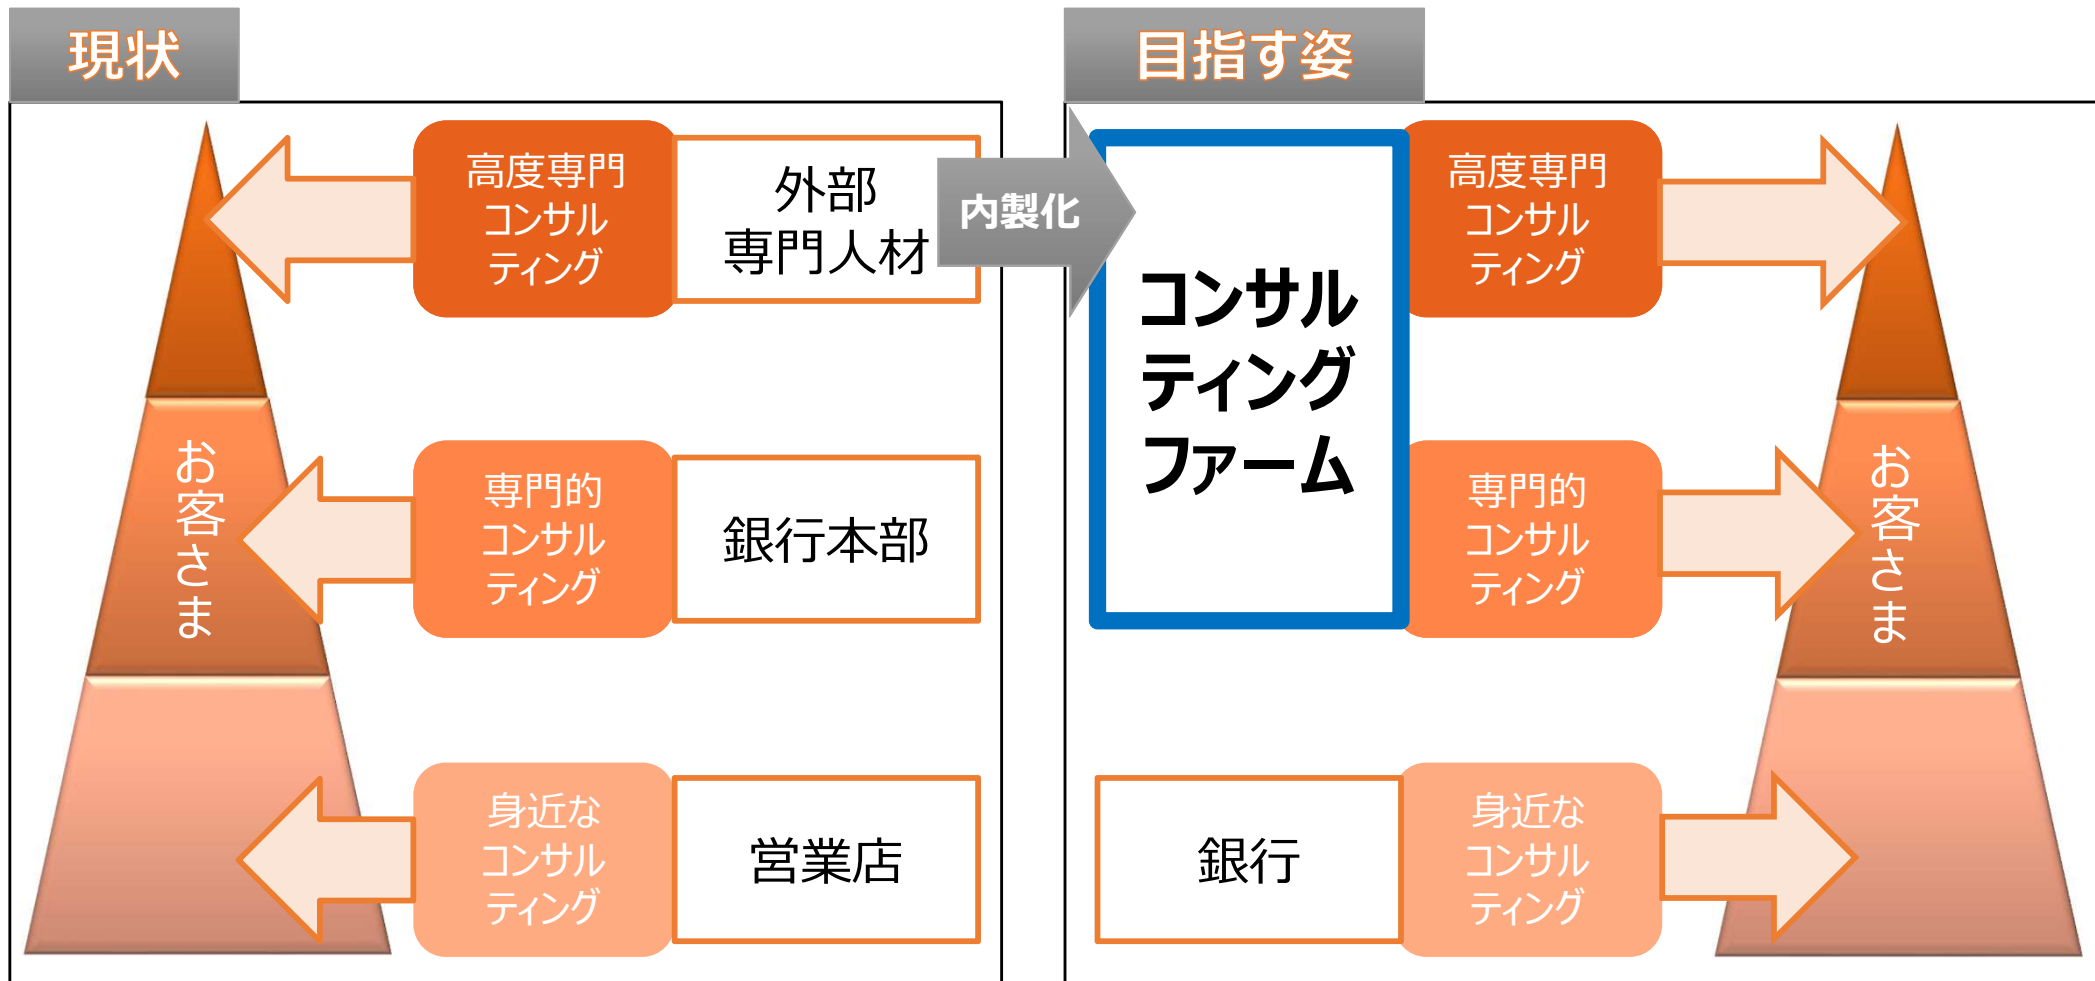 現状
高度専門
コンサル
ティング
外部
専門人材
お客さま
専門的
コンサル
ティング
銀行本部
身近な
コンサル
ティング
営業店
内製化
目指す姿
コンサル
ティング
ファーム
高度専門
コンサル
ティング
専門的
コンサル
ティング
お客さま
銀行
身近な
コンサル
ティング